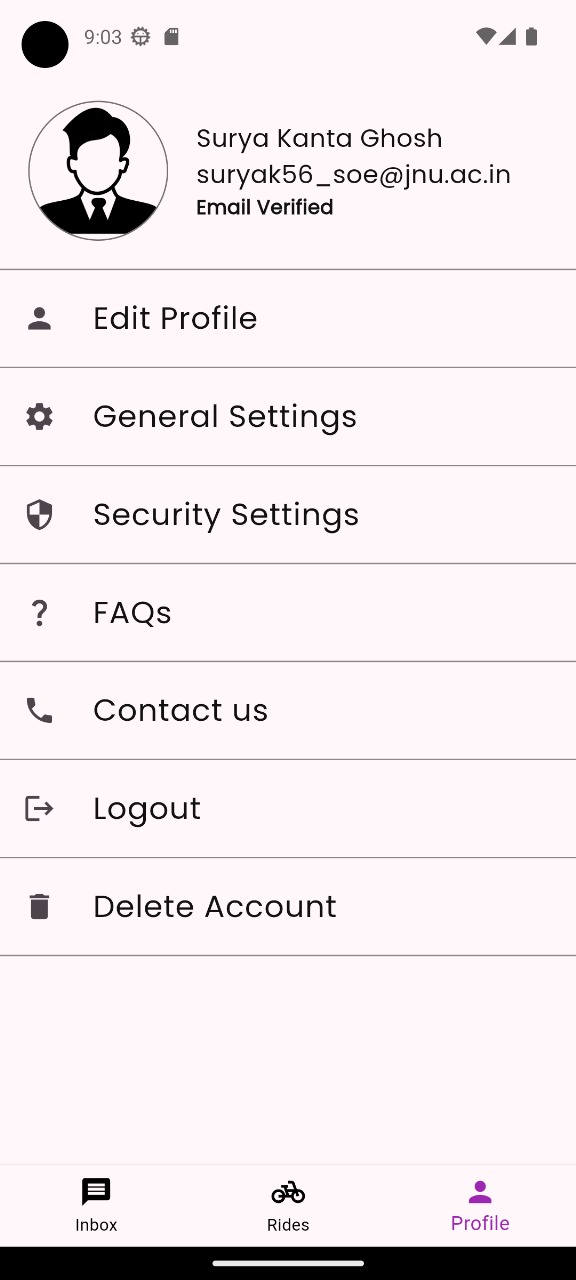 9:03
Surya Kanta Ghosh
suryak56_soe@jnu.ac.in
Email Verified
Edit Profile
General Settings
Security Settings
FAQs
Contact us
Logout
Delete Account
Inbox
Rides
Profile